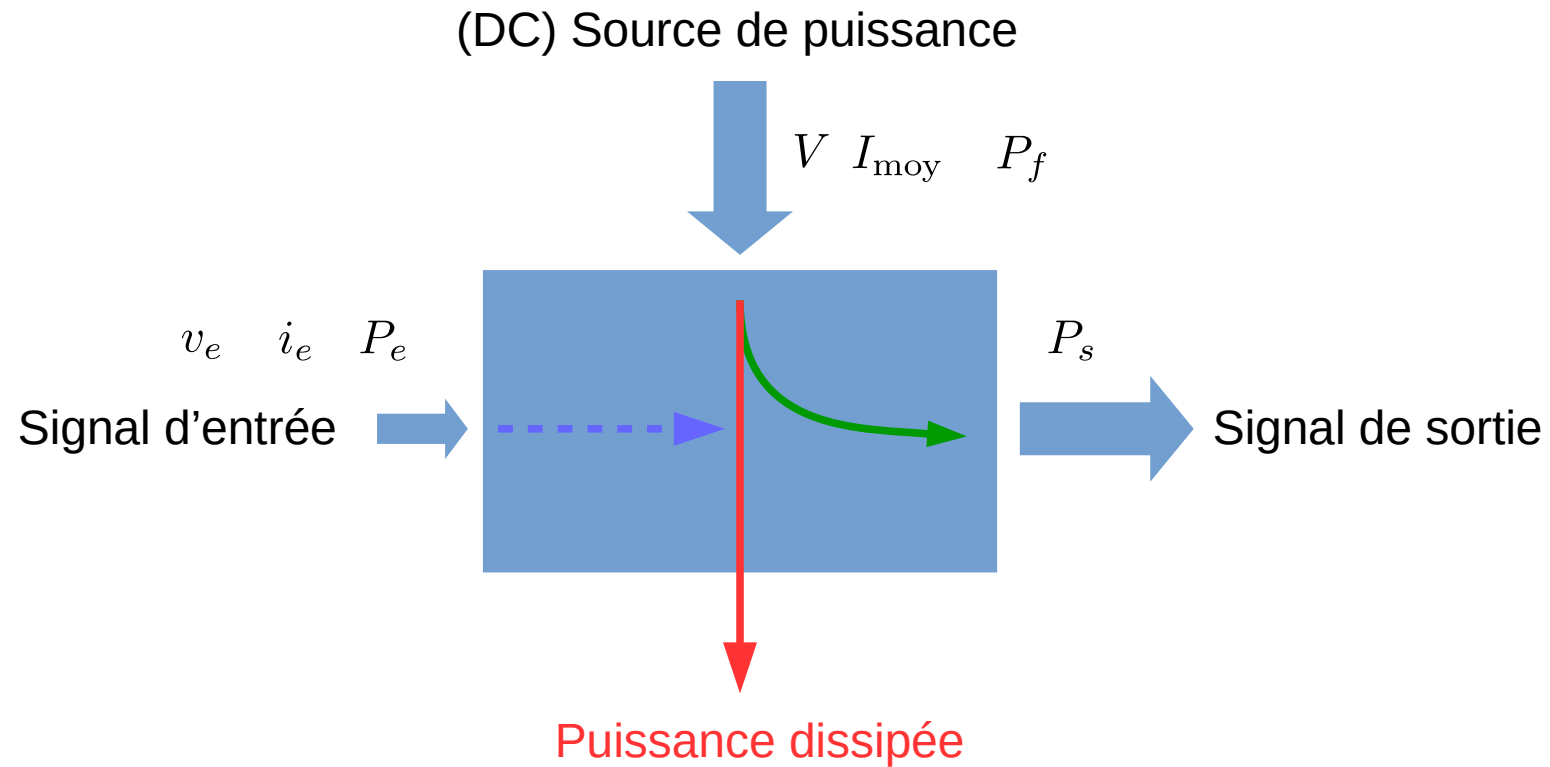 (DC) Source de puissance
V I_moy P_f
v_e i_e P_e
P_s
Signal d’entrée
Signal de sortie
Puissance dissipée